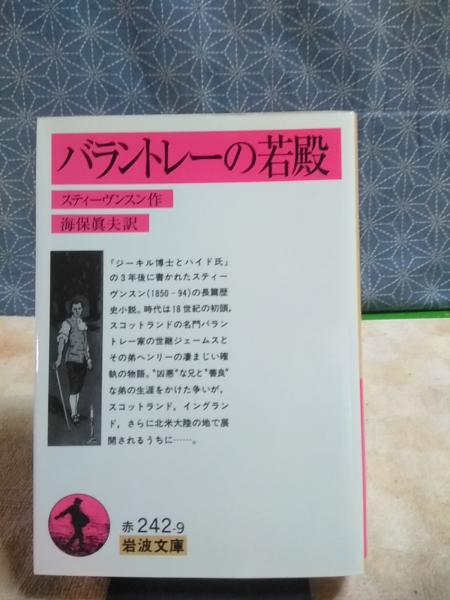 バラントレーの若殿
スティーヴンスン作
海保眞夫訳
『ジーキル博士とハイド氏』
の3年後に書かれたスティー
ヴンスン(1850‐94)の長篇歴
史小説。時代は18世紀の初頭,
スコットランドの名門バラン
トレー家の世継ジェームスと
その弟ヘンリーの凄まじい確
執の物語。“凶悪”な兄と“善良”
な弟の生涯をかけた争いが,
スコットランド, イングラン
ド, さらに北米大陸の地で展
開されるうちに……。
赤242-9
岩波文庫